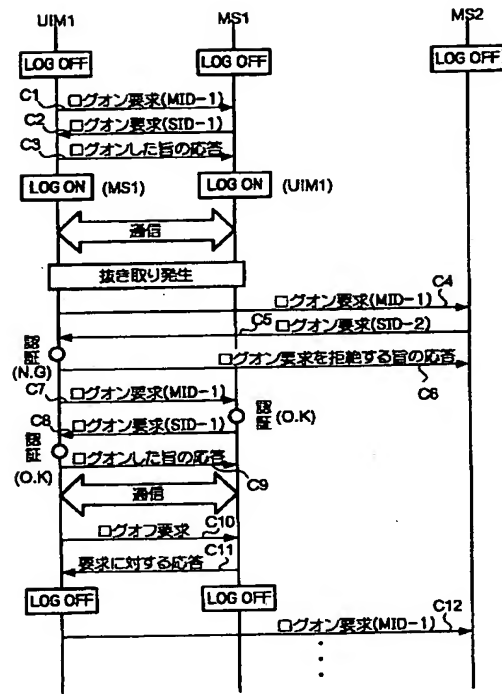 UIM1 MS1 MS2
LOG OFF LOG OFF LOG OFF
C1 ログオン要求(MID-1)
C2 ログオン要求(SID-1)
C3 ログオンした旨の応答
LOG ON (MS1) LOG ON (UIM1)
通信
抜き取り発生
C4
ログオン要求(MID-1)
C5 ログオン要求(SID-2)
認証
(N.G)
ログオン要求を拒絶する旨の応答
C6
C7 ログオン要求(MID-1)
認証 (O.K)
C8 ログオン要求(SID-1)
認証
(O.K)
ログオンした旨の応答
C9
通信
ログオフ要求 C10
要求に対する応答 C11
LOG OFF LOG OFF
ログオン要求(MID-1) C12